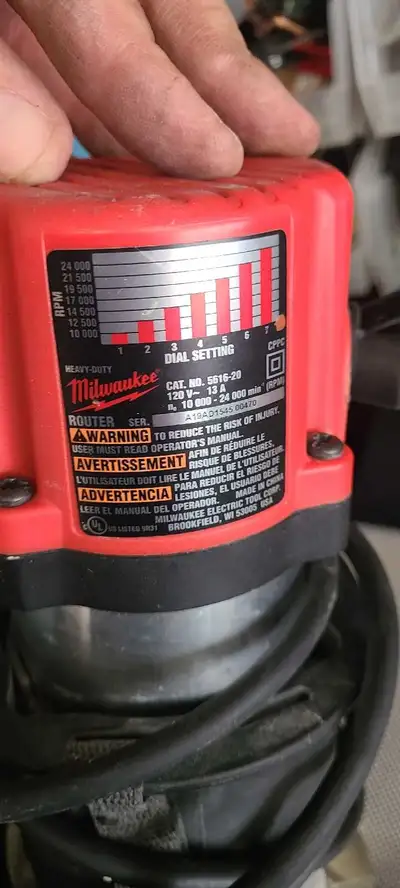 24 000
21 500
19 500
17 000
14 500
12 500
10 000
RPM
1 2 3 4 5 6 7
DIAL SETTING
CPPC
HEAVY-DUTY
Milwaukee
CAT. NO. 5616-20
120 V~ 13 A
n₀ 10 000 - 24 000 min⁻¹ (RPM)
ROUTER SER. A19AD1545 00470
WARNING TO REDUCE THE RISK OF INJURY,
USER MUST READ OPERATOR'S MANUAL.
AVERTISSEMENT AFIN DE RÉDUIRE LE
RISQUE DE BLESSURES,
L'UTILISATEUR DOIT LIRE LE MANUEL DE L'UTILISATEUR.
ADVERTENCIA PARA REDUCIR EL RIESGO DE
LESIONES, EL USUARIO DEBE
LEER EL MANUAL DEL OPERADOR. MADE IN CHINA
MILWAUKEE ELECTRIC TOOL CORP.
BROOKFIELD, WI 53005 USA
c UL US LISTED 9R31